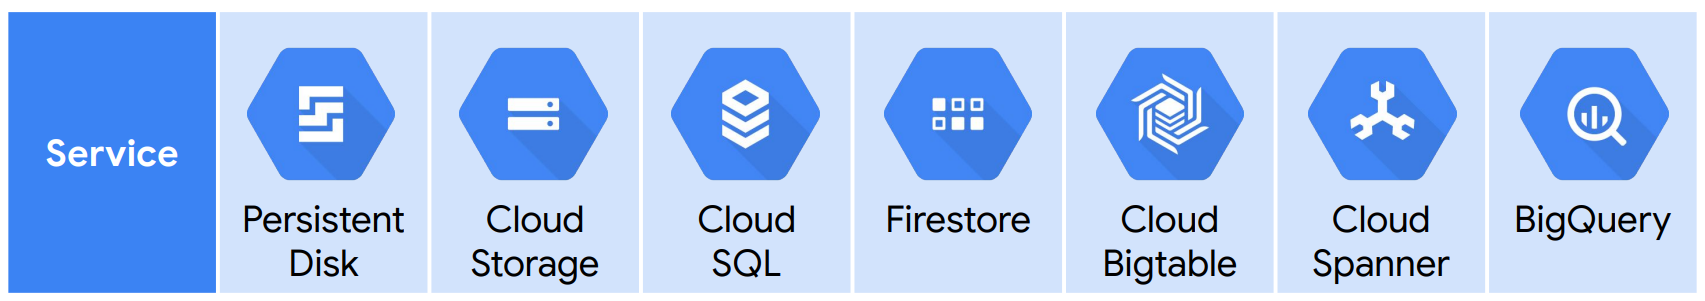 Service
Persistent
Disk
Cloud
Storage
Cloud
SQL
Firestore
Cloud
Bigtable
Cloud
Spanner
BigQuery